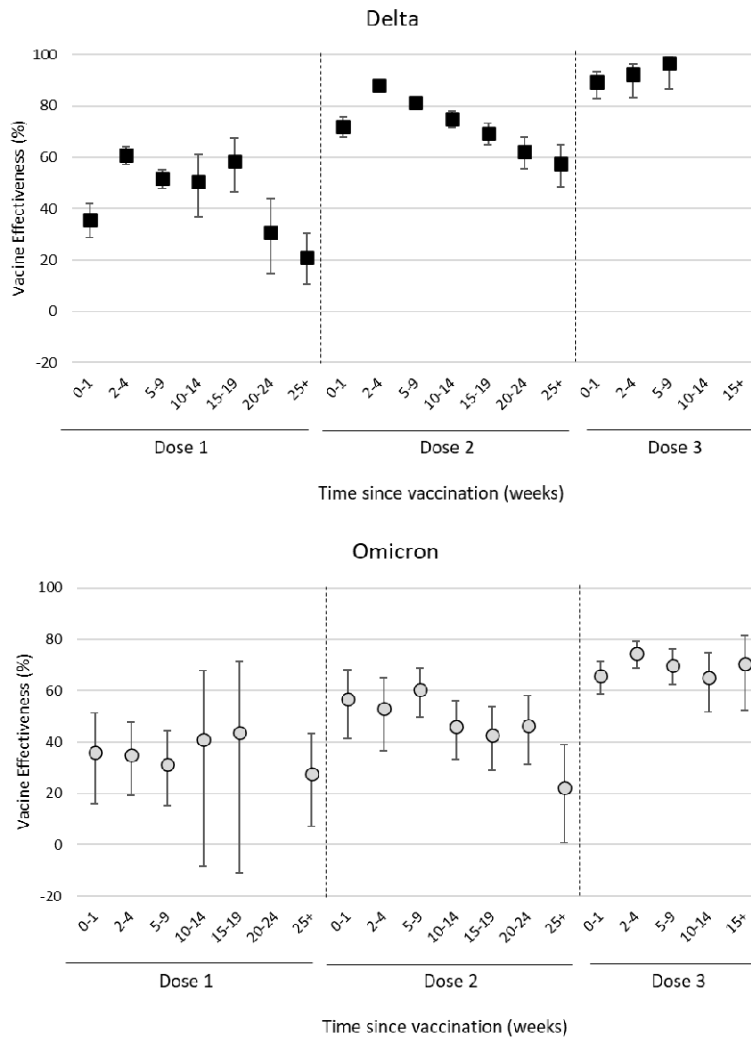 Delta
Vacine Effectiveness (%)
100
80
60
40
20
0
-20
0-1 2-4 5-9 10-14 15-19 20-24 25+ 0-1 2-4 5-9 10-14 15-19 20-24 25+ 0-1 2-4 5-9 10-14 15+
Dose 1 Dose 2 Dose 3
Time since vaccination (weeks)
Omicron
Vacine Effectiveness (%)
100
80
60
40
20
0
-20
0-1 2-4 5-9 10-14 15-19 20-24 25+ 0-1 2-4 5-9 10-14 15-19 20-24 25+ 0-1 2-4 5-9 10-14 15+
Dose 1 Dose 2 Dose 3
Time since vaccination (weeks)